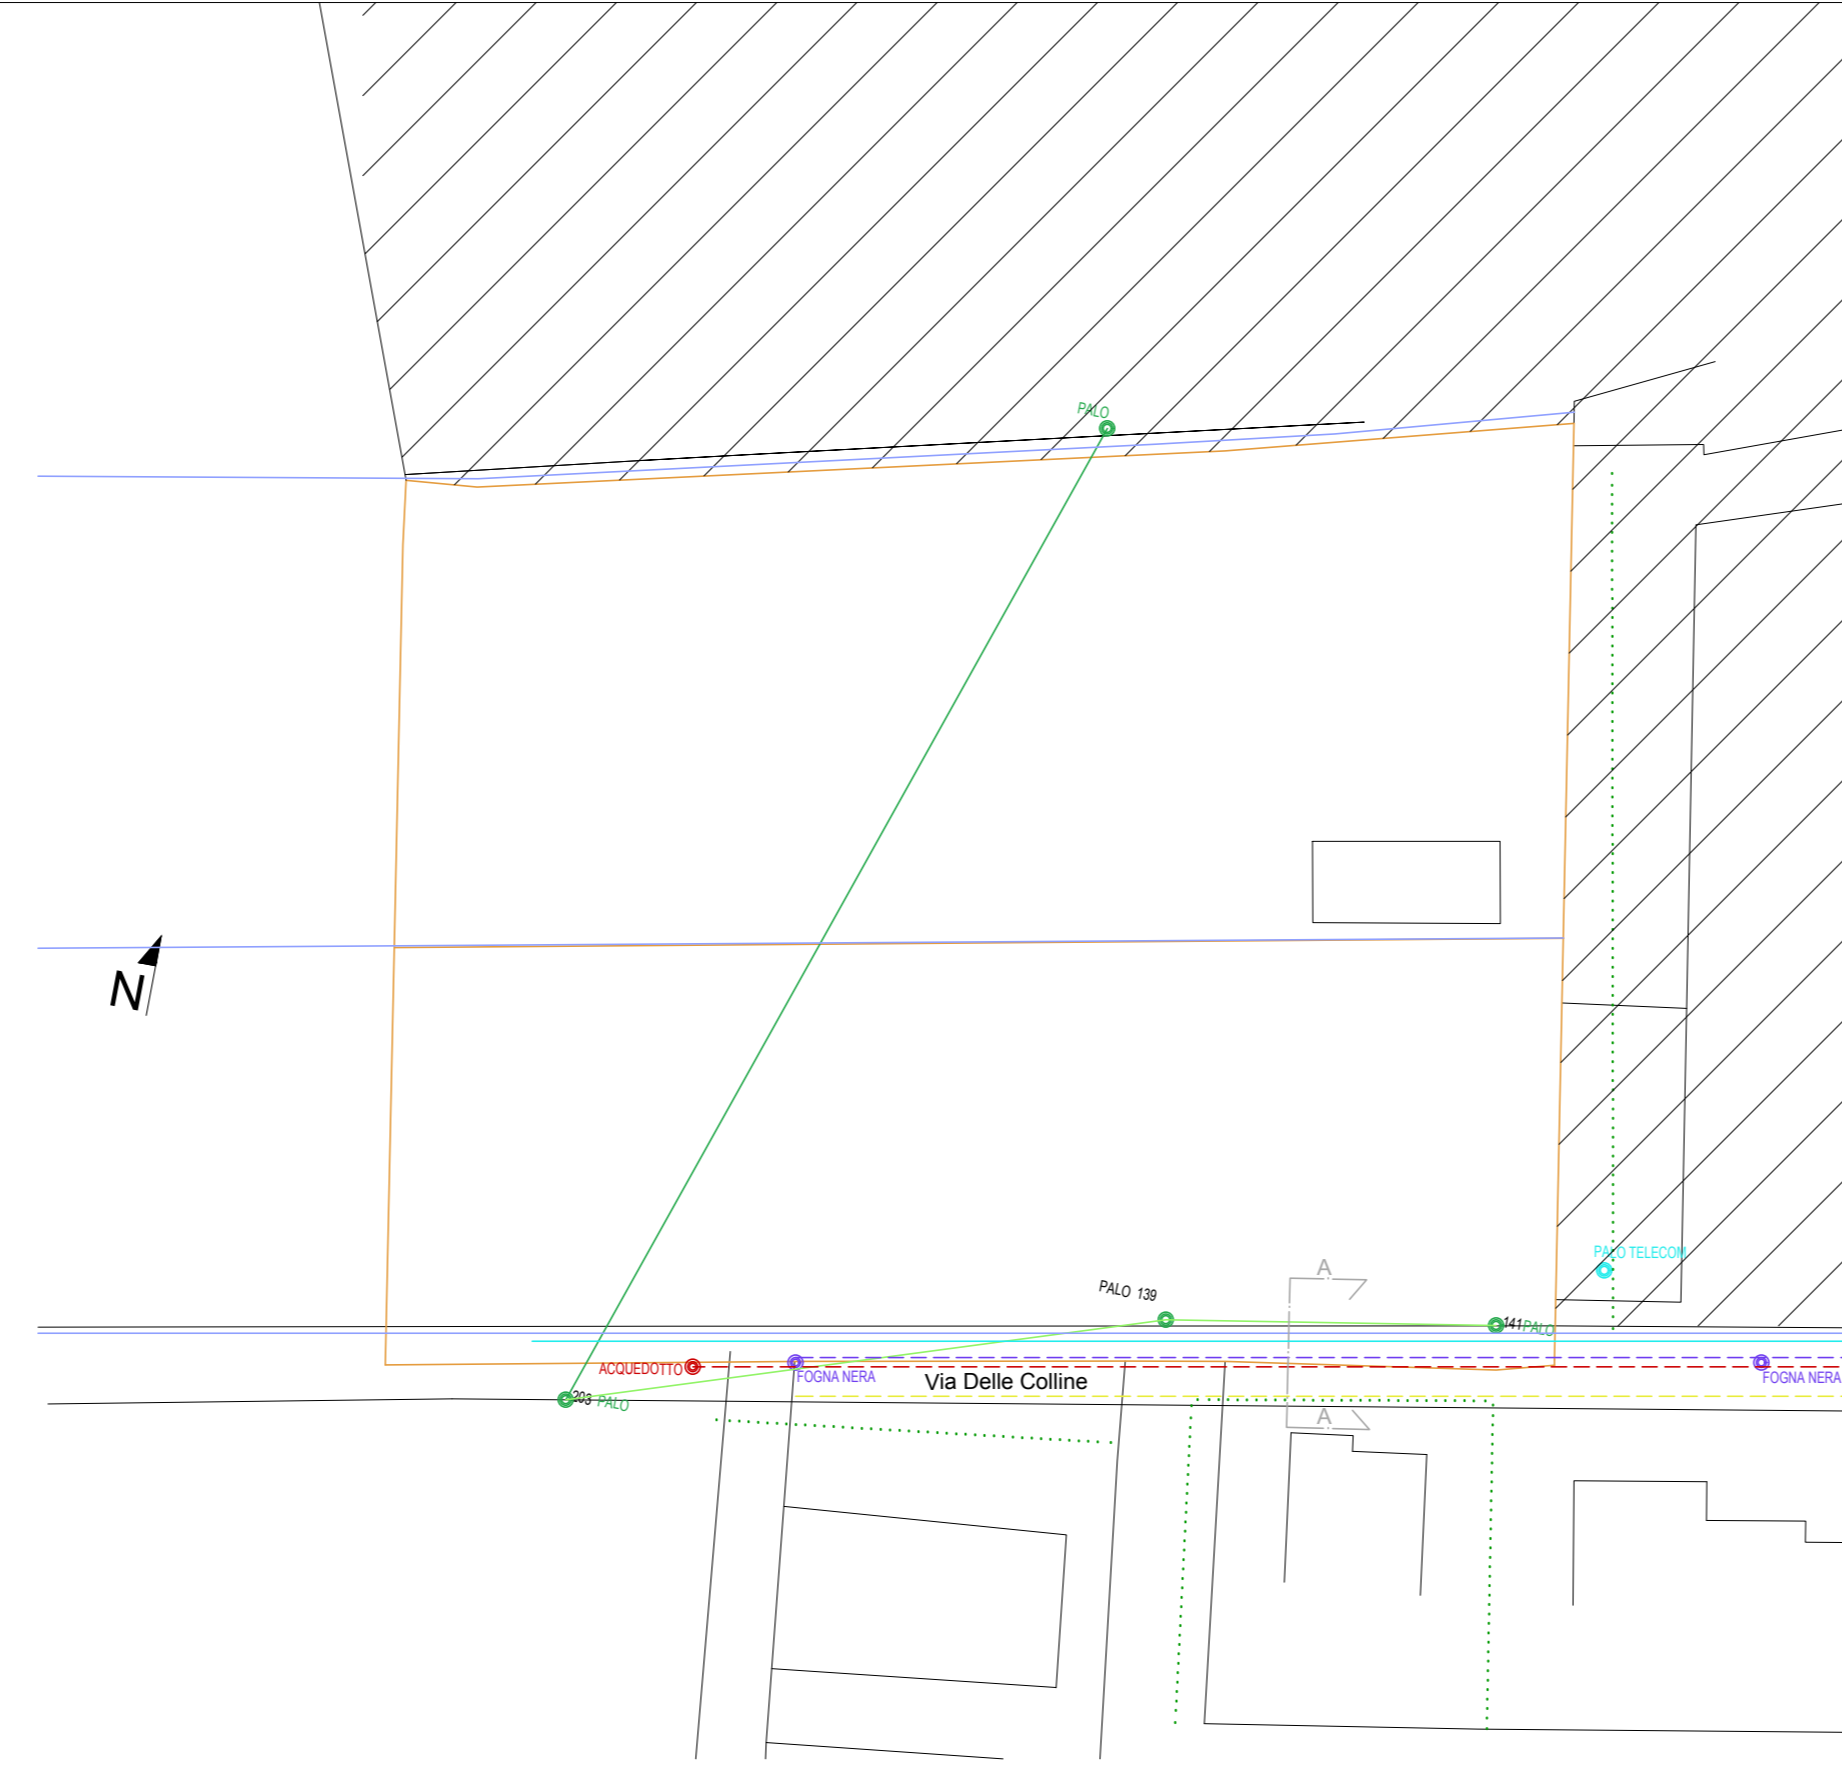 PALO
N
PALO TELECOM
A
PALO 139
141 PALO
ACQUEDOTTO
FOGNA NERA
Via Delle Colline
FOGNA NERA
203 PALO
A